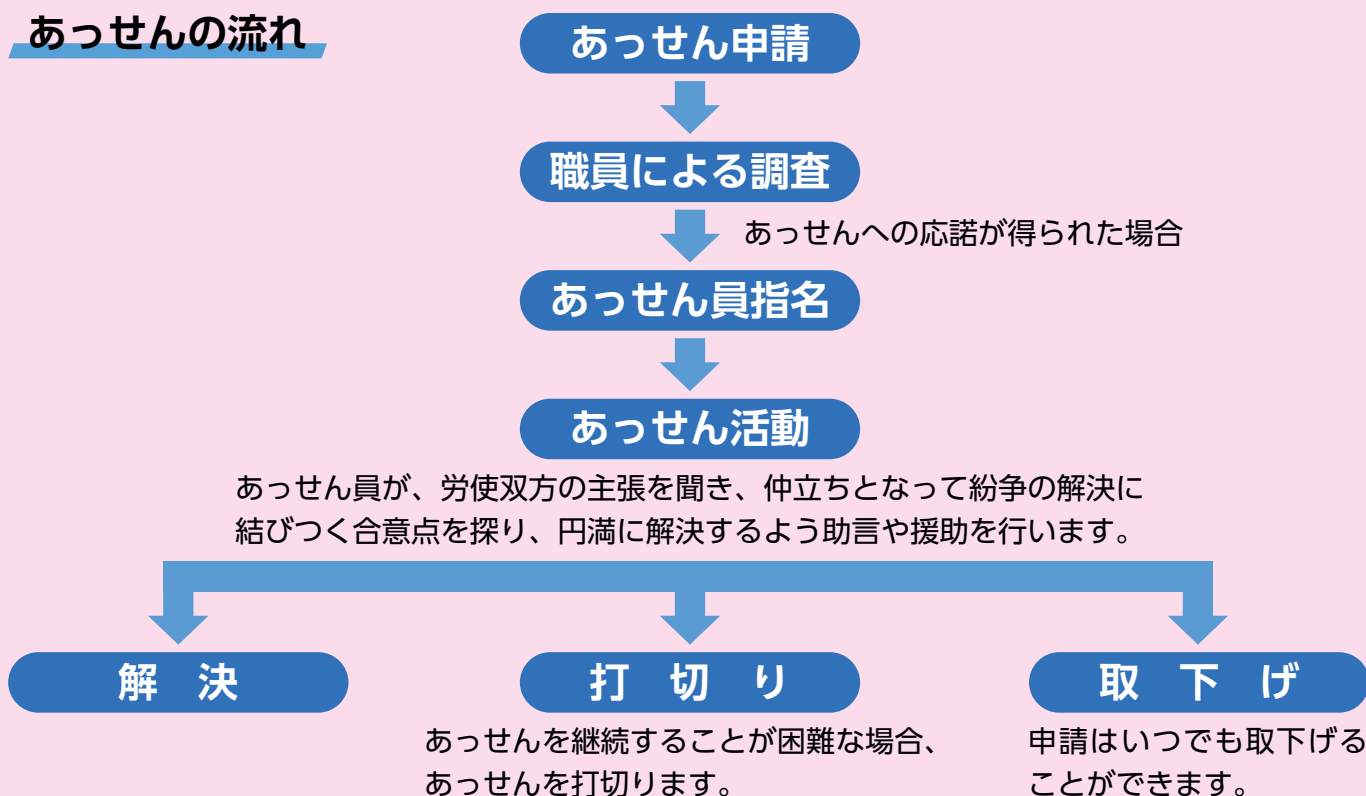 あっせんの流れ
あっせん申請
職員による調査
あっせんへの応諾が得られた場合
あっせん員指名
あっせん活動
あっせん員が、労使双方の主張を聞き、仲立ちとなって紛争の解決に
結びつく合意点を探り、円満に解決するよう助言や援助を行います。
解　決
打　切　り
あっせんを継続することが困難な場合、
あっせんを打切ります。
取　下　げ
申請はいつでも取下げる
ことができます。